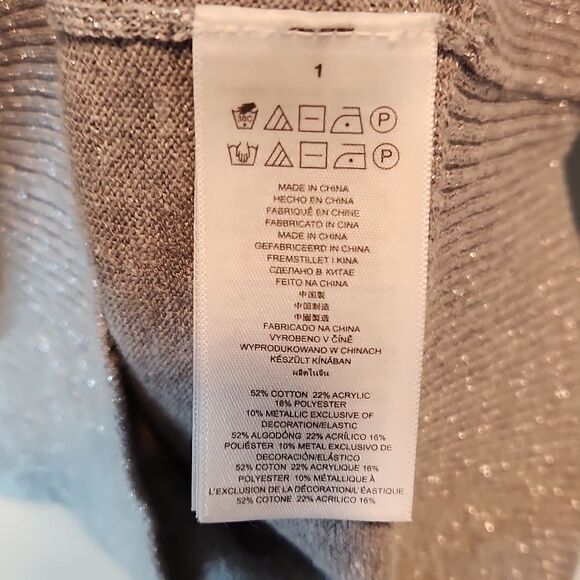 1
30C
P
P
MADE IN CHINA
HECHO EN CHINA
FABRIQUÉ EN CHINE
FABBRICATO IN CINA
MADE IN CHINA
GEFABRICEERD IN CHINA
FREMSTILLET I KINA
СДЕЛАНО В КИТАЕ
FEITO NA CHINA
中国製
中国制造
中國製造
FABRICADO NA CHINA
VYROBENO V ČÍNĚ
WYPRODUKOWANO W CHINACH
KÉSZÜLT KÍNÁBAN
ผลิตในจีน
52% COTTON 22% ACRYLIC
16% POLYESTER
10% METALLIC EXCLUSIVE OF
DECORATION/ELASTIC
52% ALGODÓNG 22% ACRÍLICO 16%
POLIÉSTER 10% METAL EXCLUSIVO DE
DECORACIÓN/ELÁSTICO
52% COTON 22% ACRYLIQUE 16%
POLYESTER 10% MÉTALLIQUE À
L'EXCLUSION DE LA DÉCORATION/L'ÉASTIQUE
52% COTONE 22% ACRILICO 16%